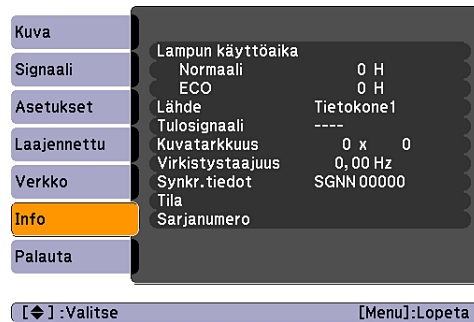 Kuva
Signaali
Asetukset
Laajennettu
Verkko
Info
Palauta
Lampun käyttöaika
Normaali 0 H
ECO 0 H
Lähde Tietokone1
Tulosignaali ----
Kuvatarkkuus 0 x 0
Virkistystaajuus 0,00 Hz
Synkr.tiedot SGNN 00000
Tila
Sarjanumero
[◆] :Valitse [Menu]:Lopeta